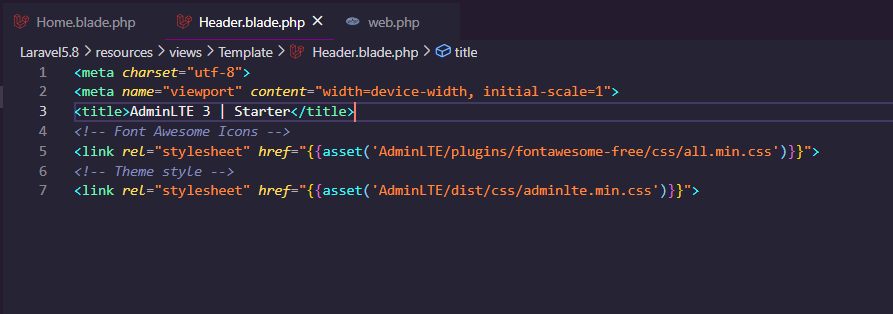 Home.blade.php Header.blade.php web.php
Laravel5.8 > resources > views > Template > Header.blade.php > title
1 <meta charset="utf-8">
2 <meta name="viewport" content="width=device-width, initial-scale=1">
3 <title>AdminLTE 3 | Starter</title>
4 <!-- Font Awesome Icons -->
5 <link rel="stylesheet" href="{{asset('AdminLTE/plugins/fontawesome-free/css/all.min.css')}}">
6 <!-- Theme style -->
7 <link rel="stylesheet" href="{{asset('AdminLTE/dist/css/adminlte.min.css')}}">